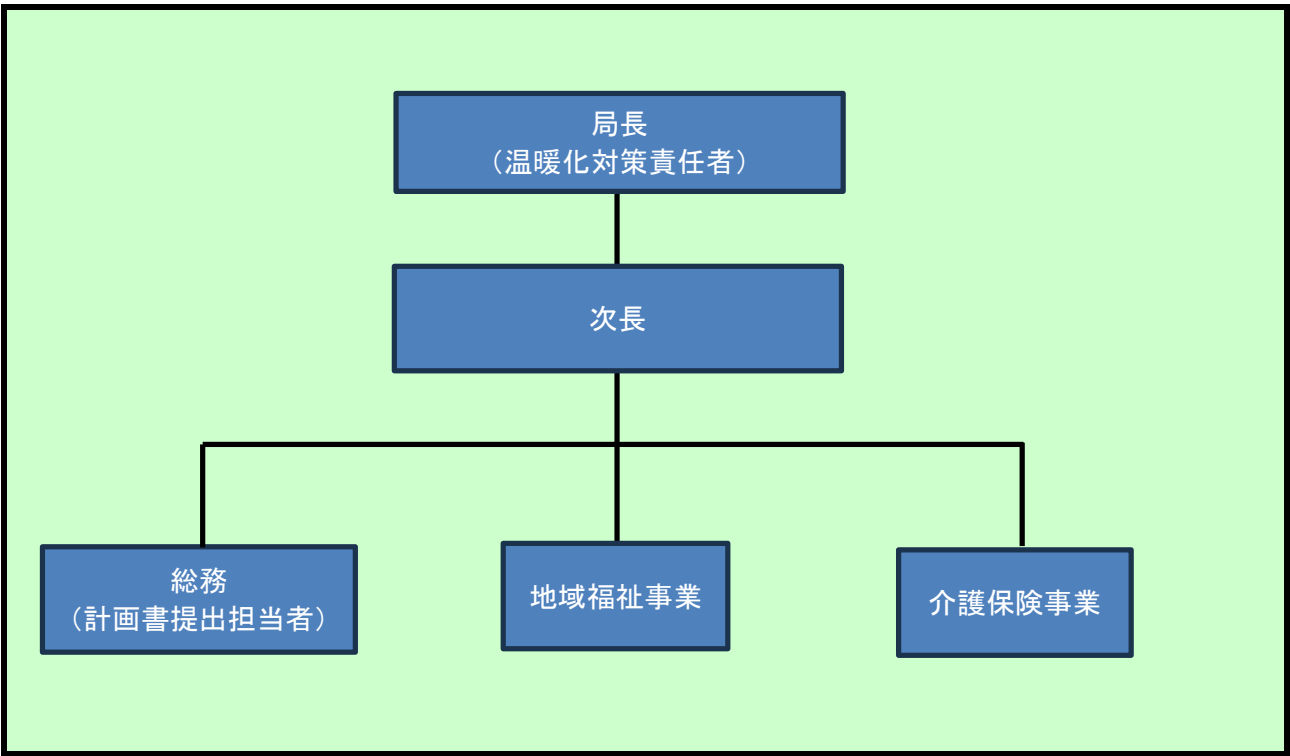 局長
（温暖化対策責任者）
次長
総務
（計画書提出担当者）
地域福祉事業
介護保険事業